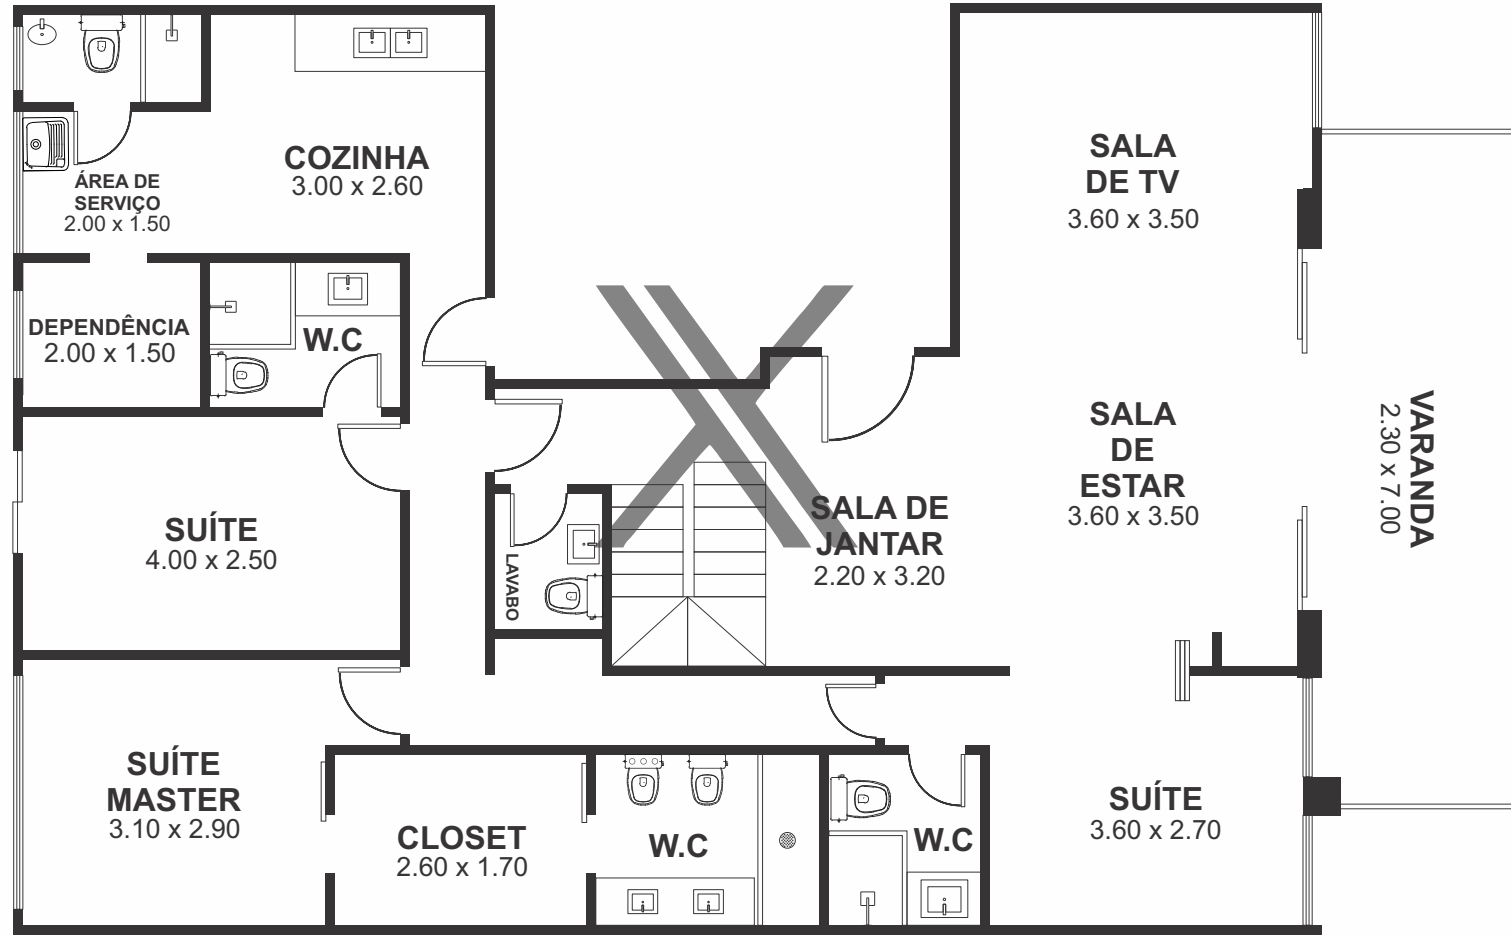 COZINHA
3.00 x 2.60
ÁREA DE
SERVIÇO
2.00 x 1.50
SALA
DE TV
3.60 x 3.50
DEPENDÊNCIA
2.00 x 1.50
W.C
SALA
DE
ESTAR
3.60 x 3.50
VARANDA
2.30 x 7.00
SUÍTE
4.00 x 2.50
LAVABO
SALA DE
JANTAR
2.20 x 3.20
SUÍTE
MASTER
3.10 x 2.90
CLOSET
2.60 x 1.70
W.C
W.C
SUÍTE
3.60 x 2.70